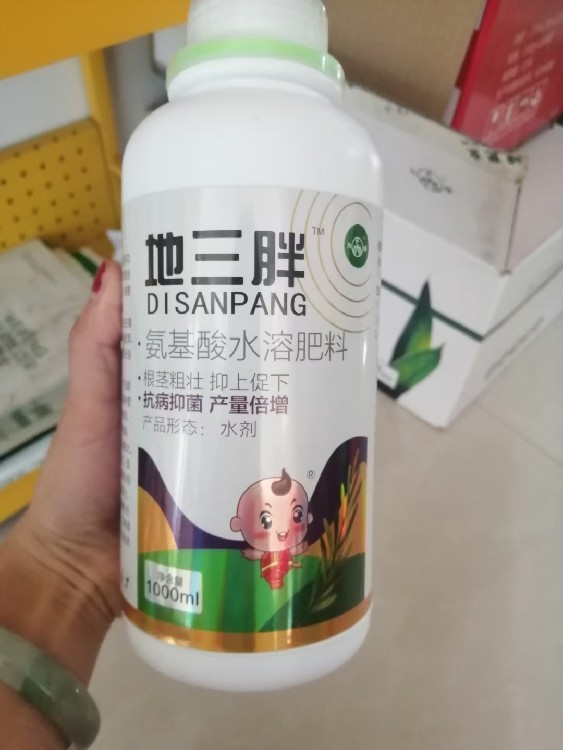 地三胖 TM
DISANPANG
氨基酸水溶肥料
·根茎粗壮 抑上促下
·抗病抑菌 产量倍增
产品形态：水剂
®
净含量
1000ml